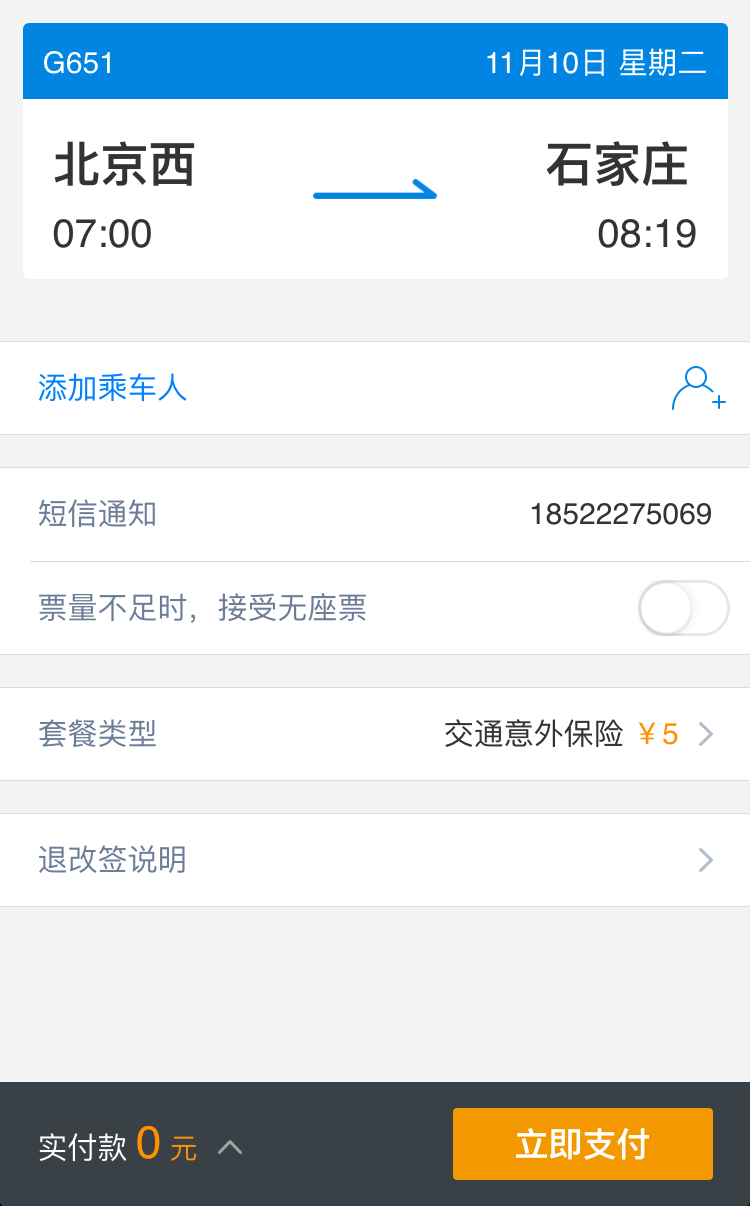 G651 11月10日 星期二
北京西 石家庄
07:00 08:19
添加乘车人
短信通知 18522275069
票量不足时，接受无座票
套餐类型 交通意外保险 ¥5
退改签说明
实付款 0 元 立即支付